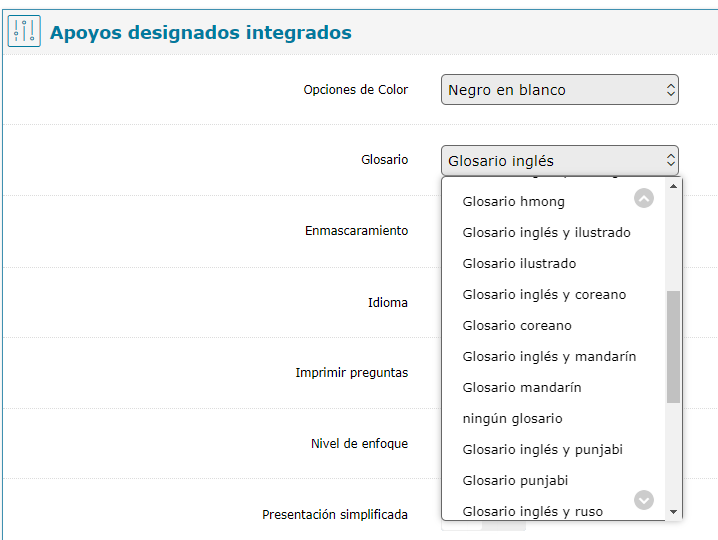 Apoyos designados integrados
Opciones de Color
Negro en blanco
Glosario
Glosario inglés
Glosario hmong
Glosario inglés y ilustrado
Enmascaramiento
Glosario ilustrado
Glosario inglés y coreano
Idioma
Glosario coreano
Glosario inglés y mandarín
Imprimir preguntas
Glosario mandarín
ningún glosario
Nivel de enfoque
Glosario inglés y punjabi
Glosario punjabi
Presentación simplificada
Glosario inglés y ruso